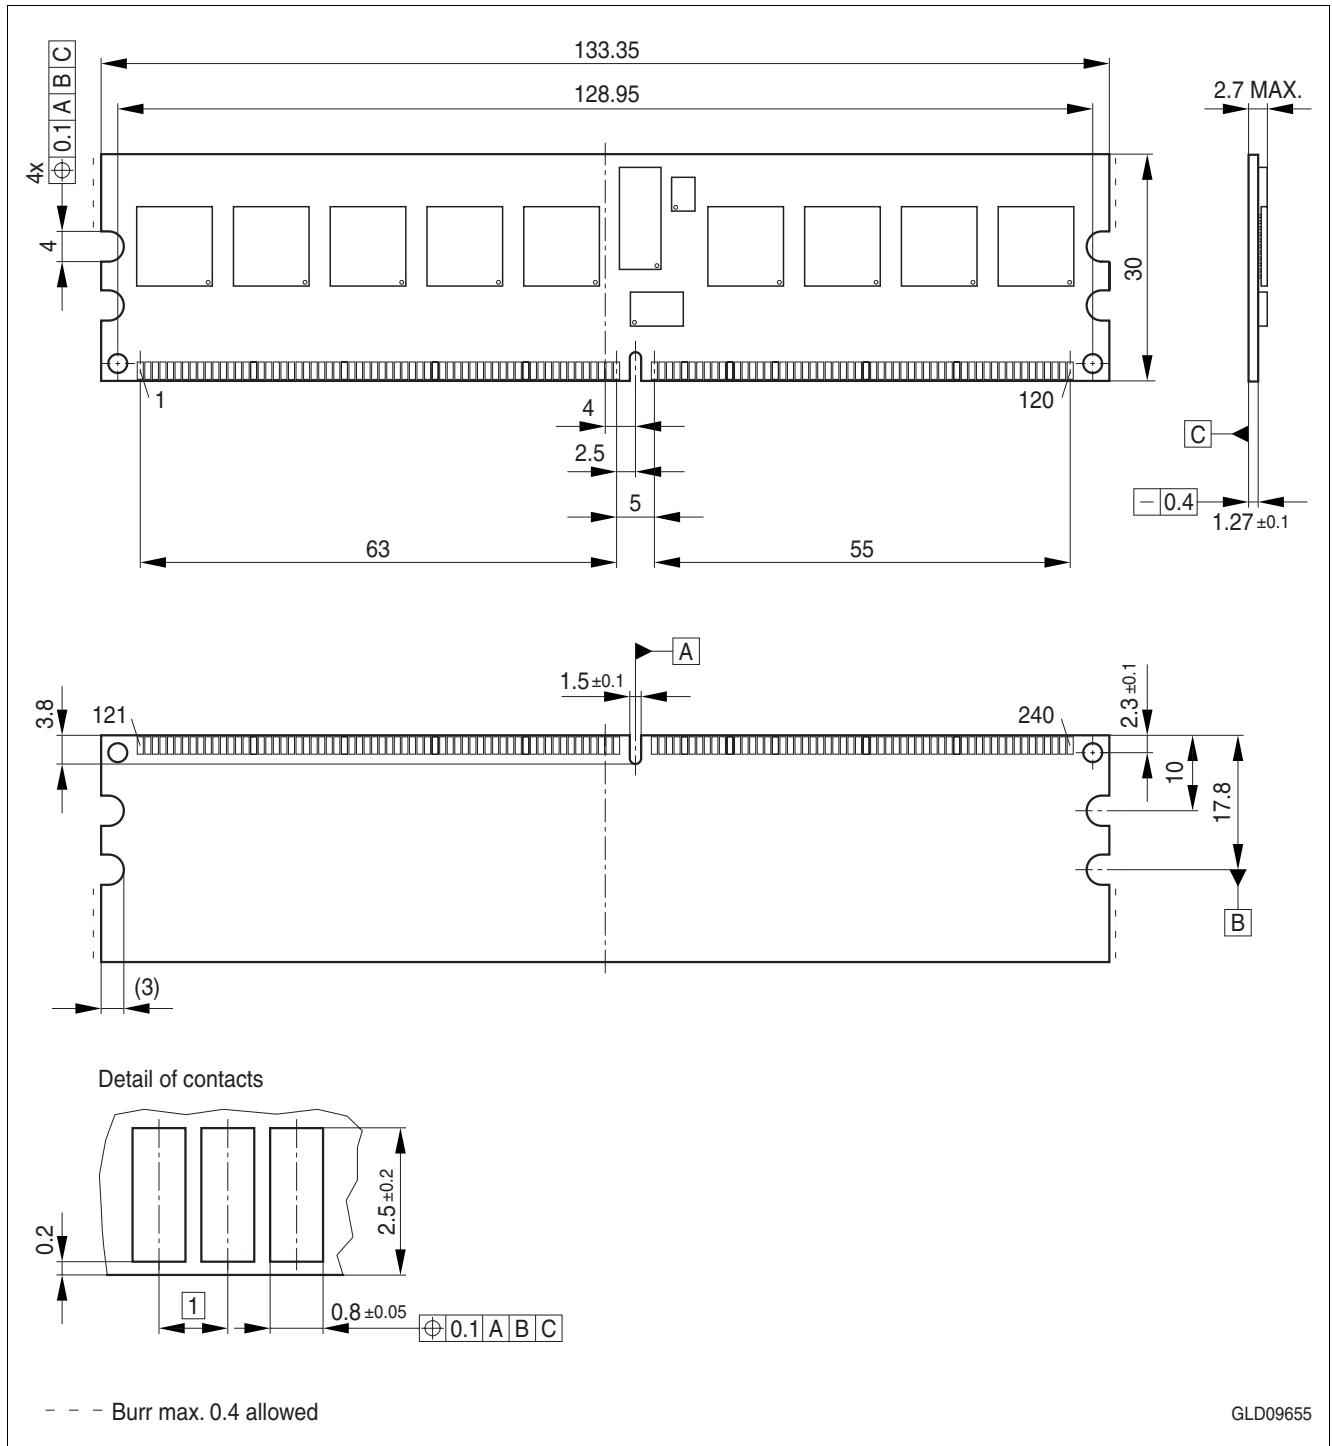 133.35
128.95
2.7 MAX.
4x
⌖ 0.1 A B C
4
30
1
120
4
C
2.5
5
— 0.4
1.27 ±0.1
63
55
A
1.5 ±0.1
3.8
121
240
2.3 ±0.1
10
17.8
B
(3)
Detail of contacts
0.2
2.5 ±0.2
1
0.8 ±0.05
⌖ 0.1 A B C
- - - Burr max. 0.4 allowed
GLD09655